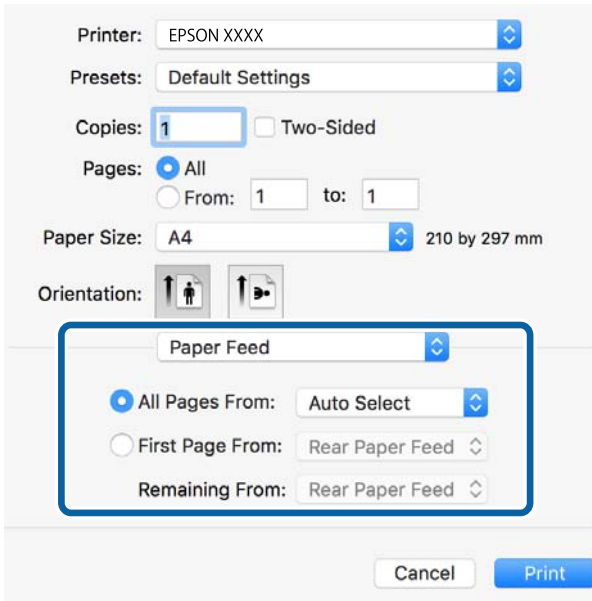 Printer: EPSON XXXX
Presets: Default Settings
Copies: 1 Two-Sided
Pages: All
From: 1 to: 1
Paper Size: A4 210 by 297 mm
Orientation:
Paper Feed
All Pages From: Auto Select
First Page From: Rear Paper Feed
Remaining From: Rear Paper Feed
Cancel Print